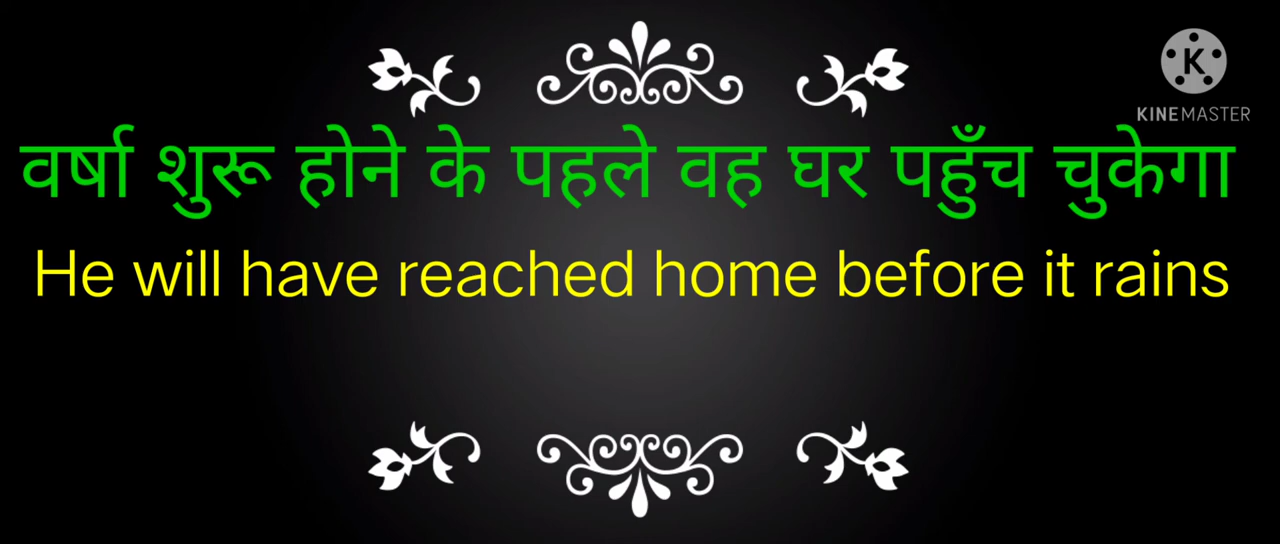 KINEMASTER
वर्षा शुरू होने के पहले वह घर पहुँच चुकेगा
He will have reached home before it rains